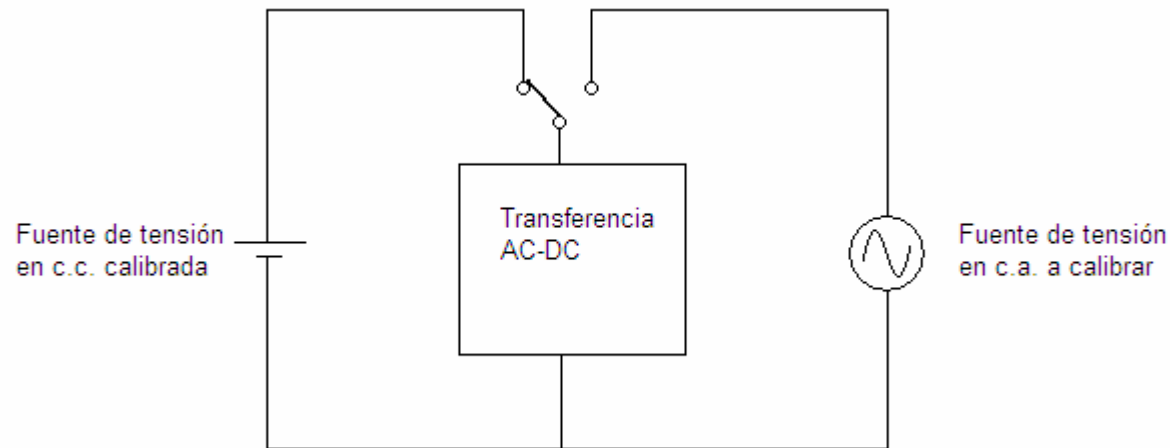 Transferencia
AC-DC
Fuente de tensión
en c.c. calibrada
Fuente de tensión
en c.a. a calibrar